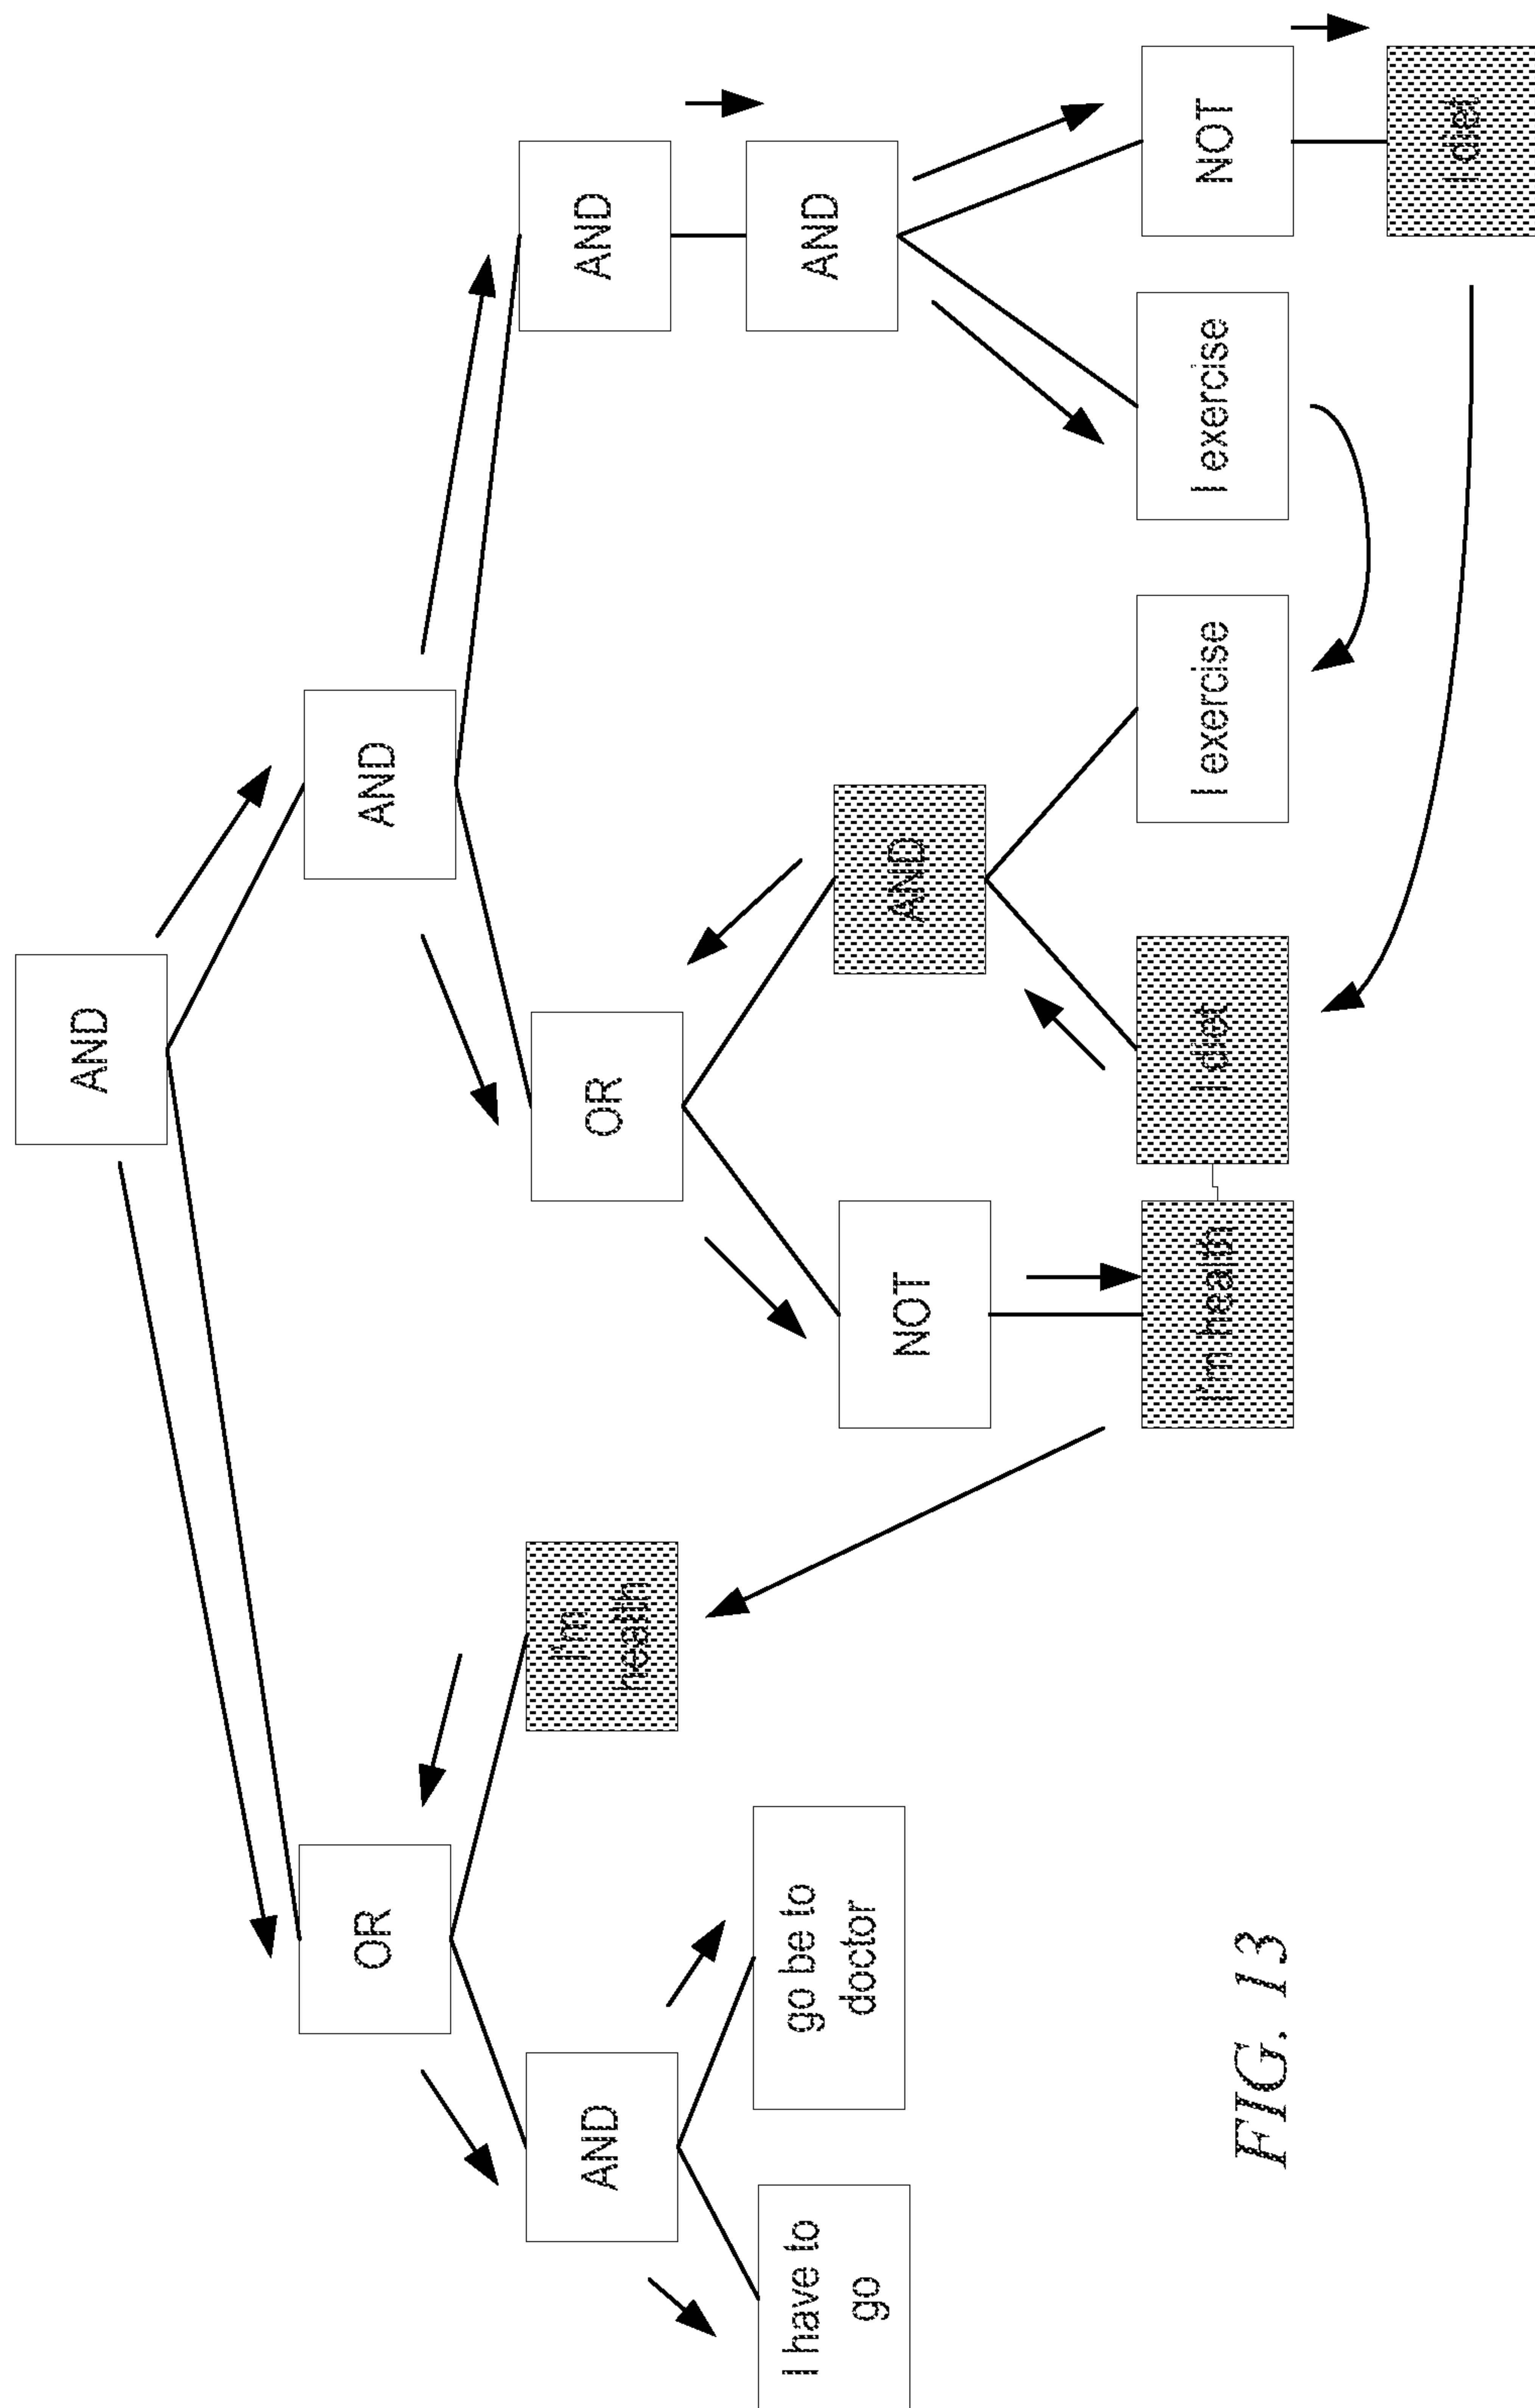 AND
OR
AND
AND
I'm
health
OR
AND
I have to
go
go be to
doctor
NOT
AND
AND
I'm health
I diet
I exercise
I exercise
NOT
I diet
FIG. 13